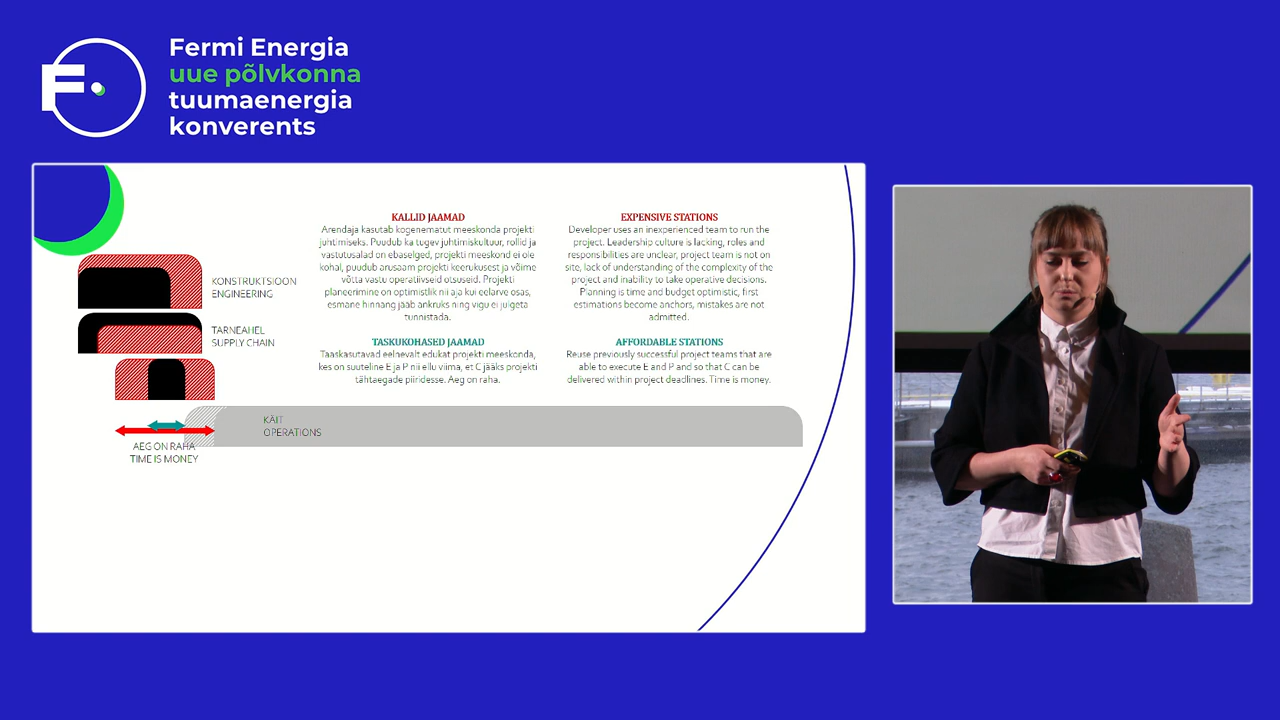 Fermi Energia
uue põlvkonna
tuumaenergia
konverents
KALLID JAAMAD
Arendaja kasutab kogenematut meeskonda projekti
juhtimiseks. Puudub ka tugev juhtimiskultuur, rollid ja
vastutusalad on ebaselged, projekti meeskond ei ole
kohal, puudub arusaam projekti keerukusest ja võime
võtta vastu operatiivseid otsuseid. Projekti
planeerimine on optimistlik nii aja kui eelarve osas,
esmane hinnang jääb ankruks ning vigu ei julgeta
tunnistada.
TASKUKOHASED JAAMAD
Taaskasutavad eelnevalt edukat projekti meeskonda,
kes on suuteline E ja P nii ellu viima, et C jääks projekti
tähtaegade piiridesse. Aeg on raha.
EXPENSIVE STATIONS
Developer uses an inexperienced team to run the
project. Leadership culture is lacking, roles and
responsibilities are unclear, project team is not on
site, lack of understanding of the complexity of the
project and inability to take operative decisions.
Planning is time and budget optimistic, first
estimations become anchors, mistakes are not
admitted.
AFFORDABLE STATIONS
Reuse previously successful project teams that are
able to execute E and P and so that C can be
delivered within project deadlines. Time is money.
KONSTRUKTSIOON
ENGINEERING
TARNEAHEL
SUPPLY CHAIN
KÄIT
OPERATIONS
AEG ON RAHA
TIME IS MONEY